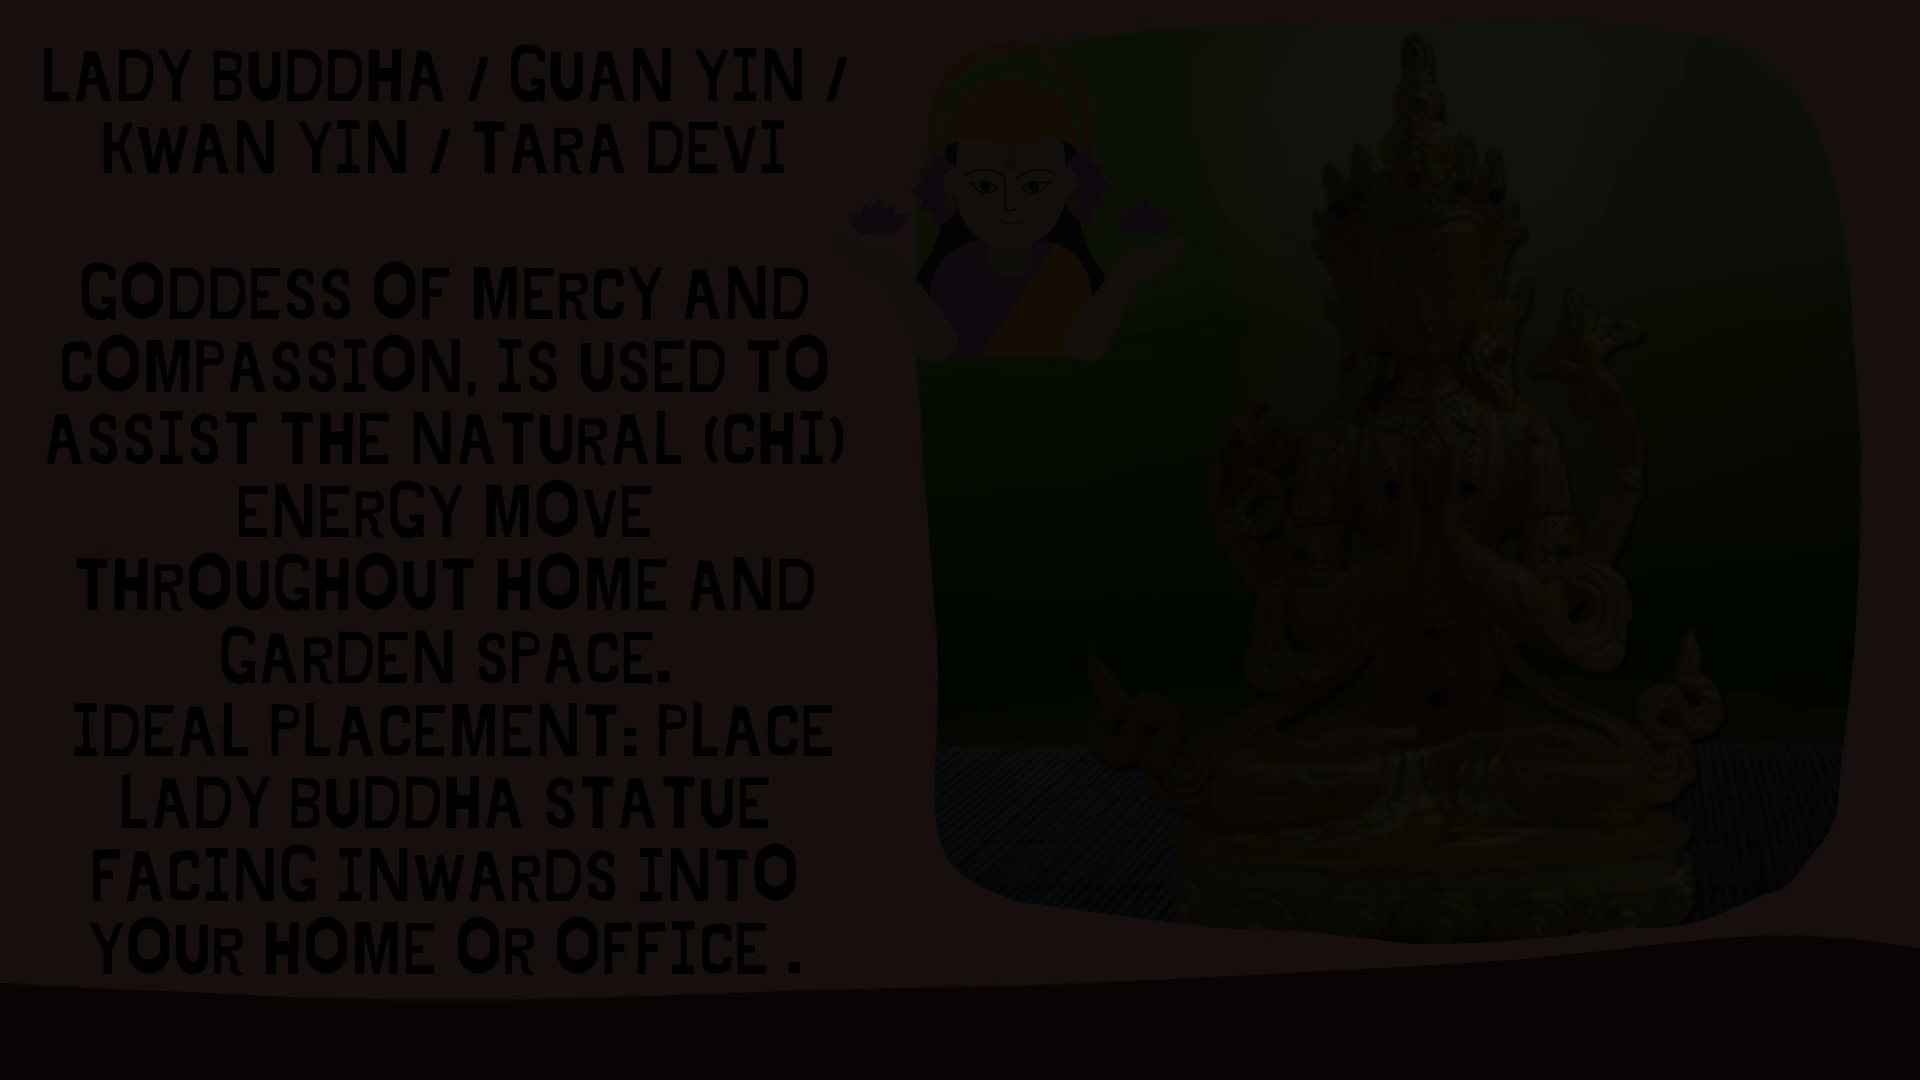 LADY BUDDHA / GUAN YIN /
KWAN YIN / TARA DEVI
GODDESS OF MERCY AND
COMPASSION, IS USED TO
ASSIST THE NATURAL (CHI)
ENERGY MOVE
THROUGHOUT HOME AND
GARDEN SPACE.
IDEAL PLACEMENT: PLACE
LADY BUDDHA STATUE
FACING INWARDS INTO
YOUR HOME OR OFFICE .